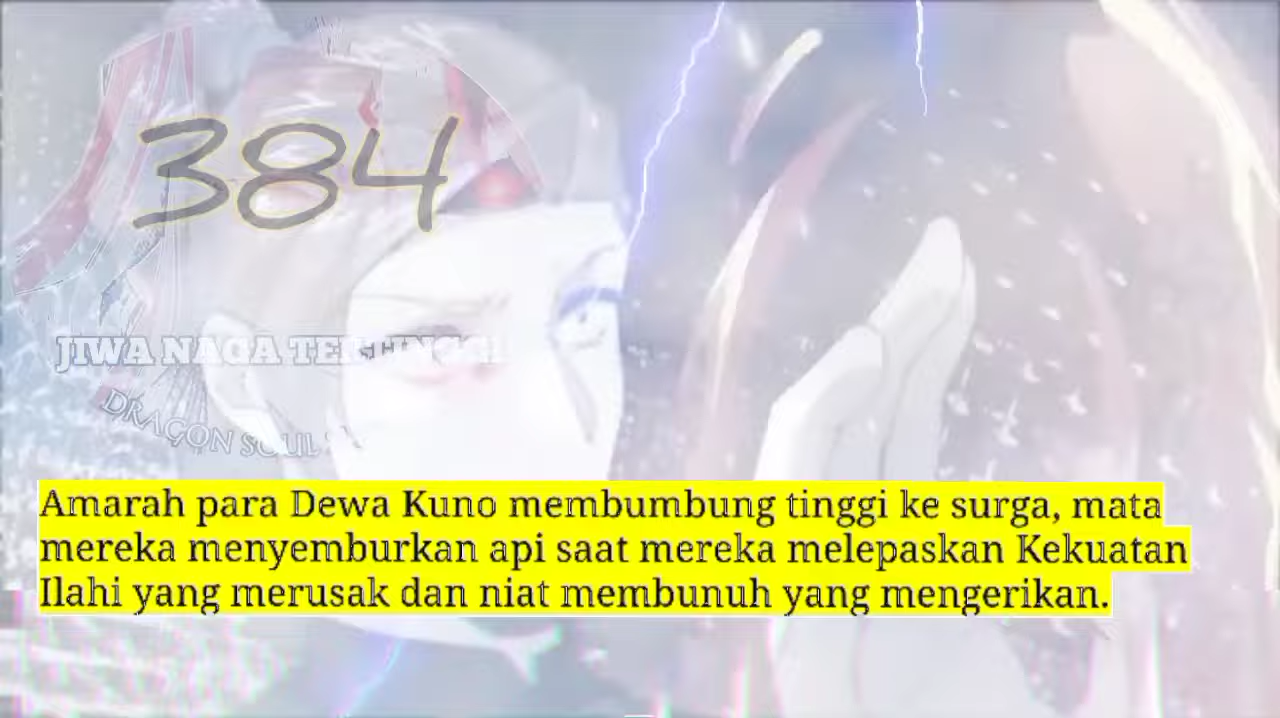 384
JIWA NAGA TERTINGGI
DRAGON SOUL
Amarah para Dewa Kuno membumbung tinggi ke surga, mata
mereka menyemburkan api saat mereka melepaskan Kekuatan
Ilahi yang merusak dan niat membunuh yang mengerikan.